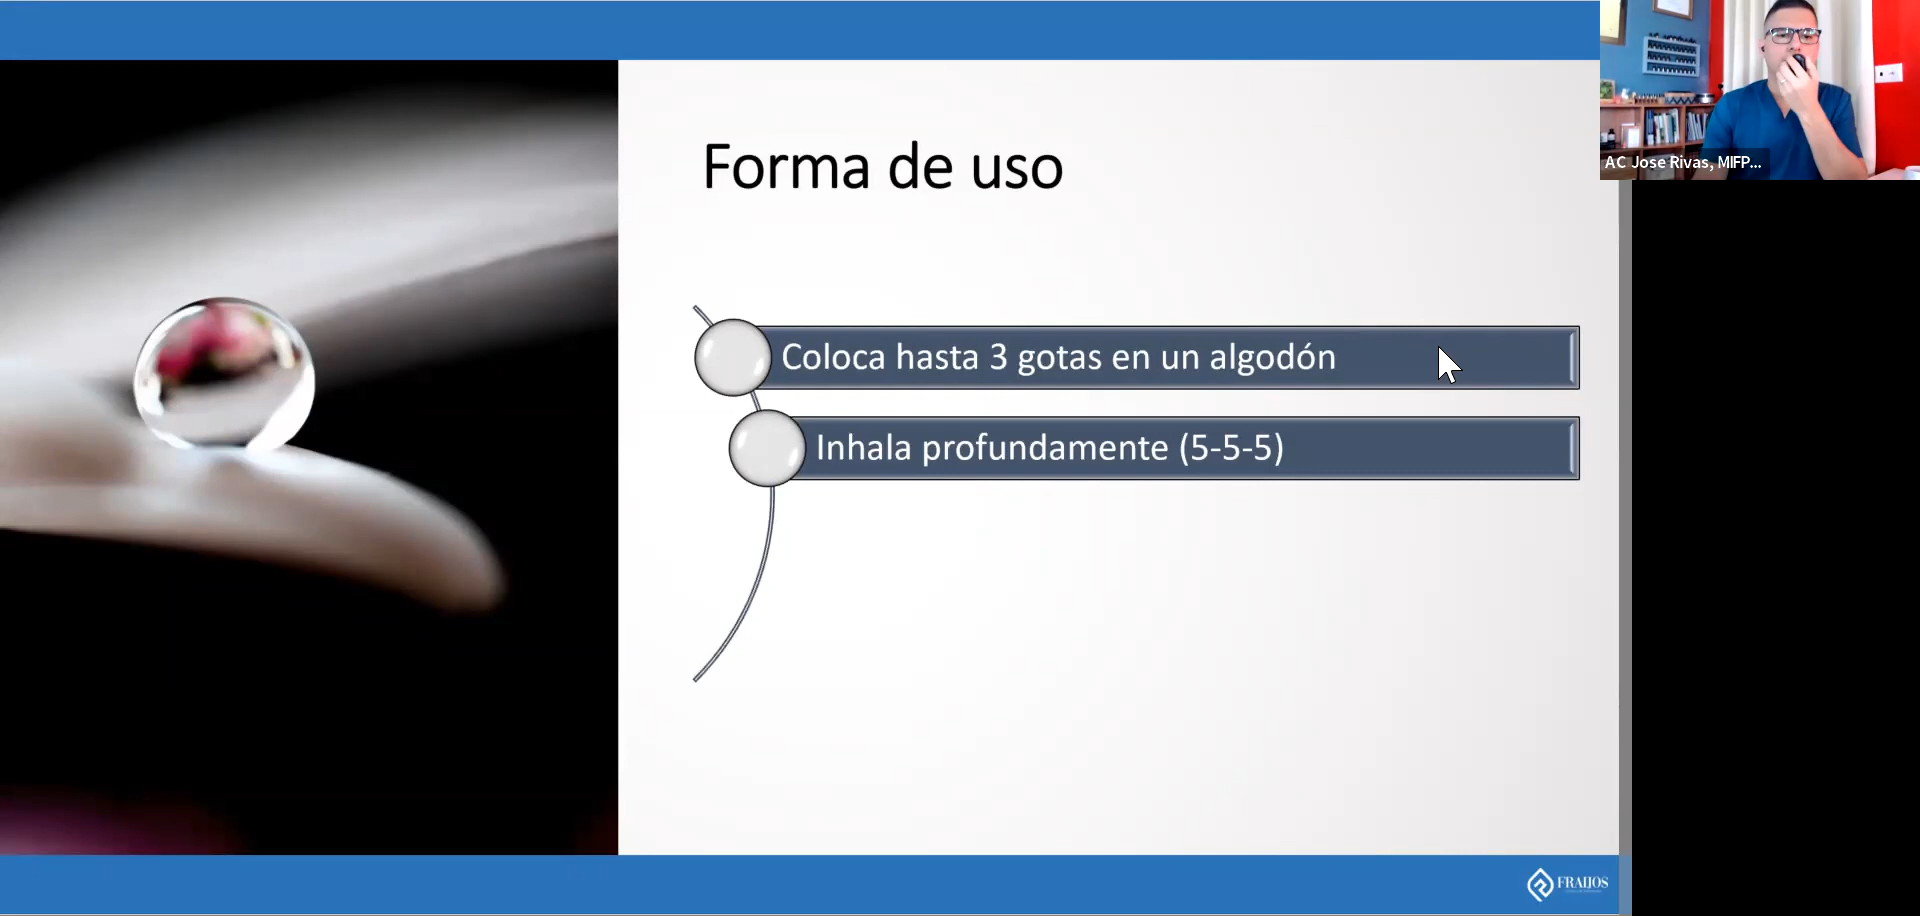 AC Jose Rivas, MIFP...
Forma de uso
Coloca hasta 3 gotas en un algodón
Inhala profundamente (5-5-5)
FRAIJOS